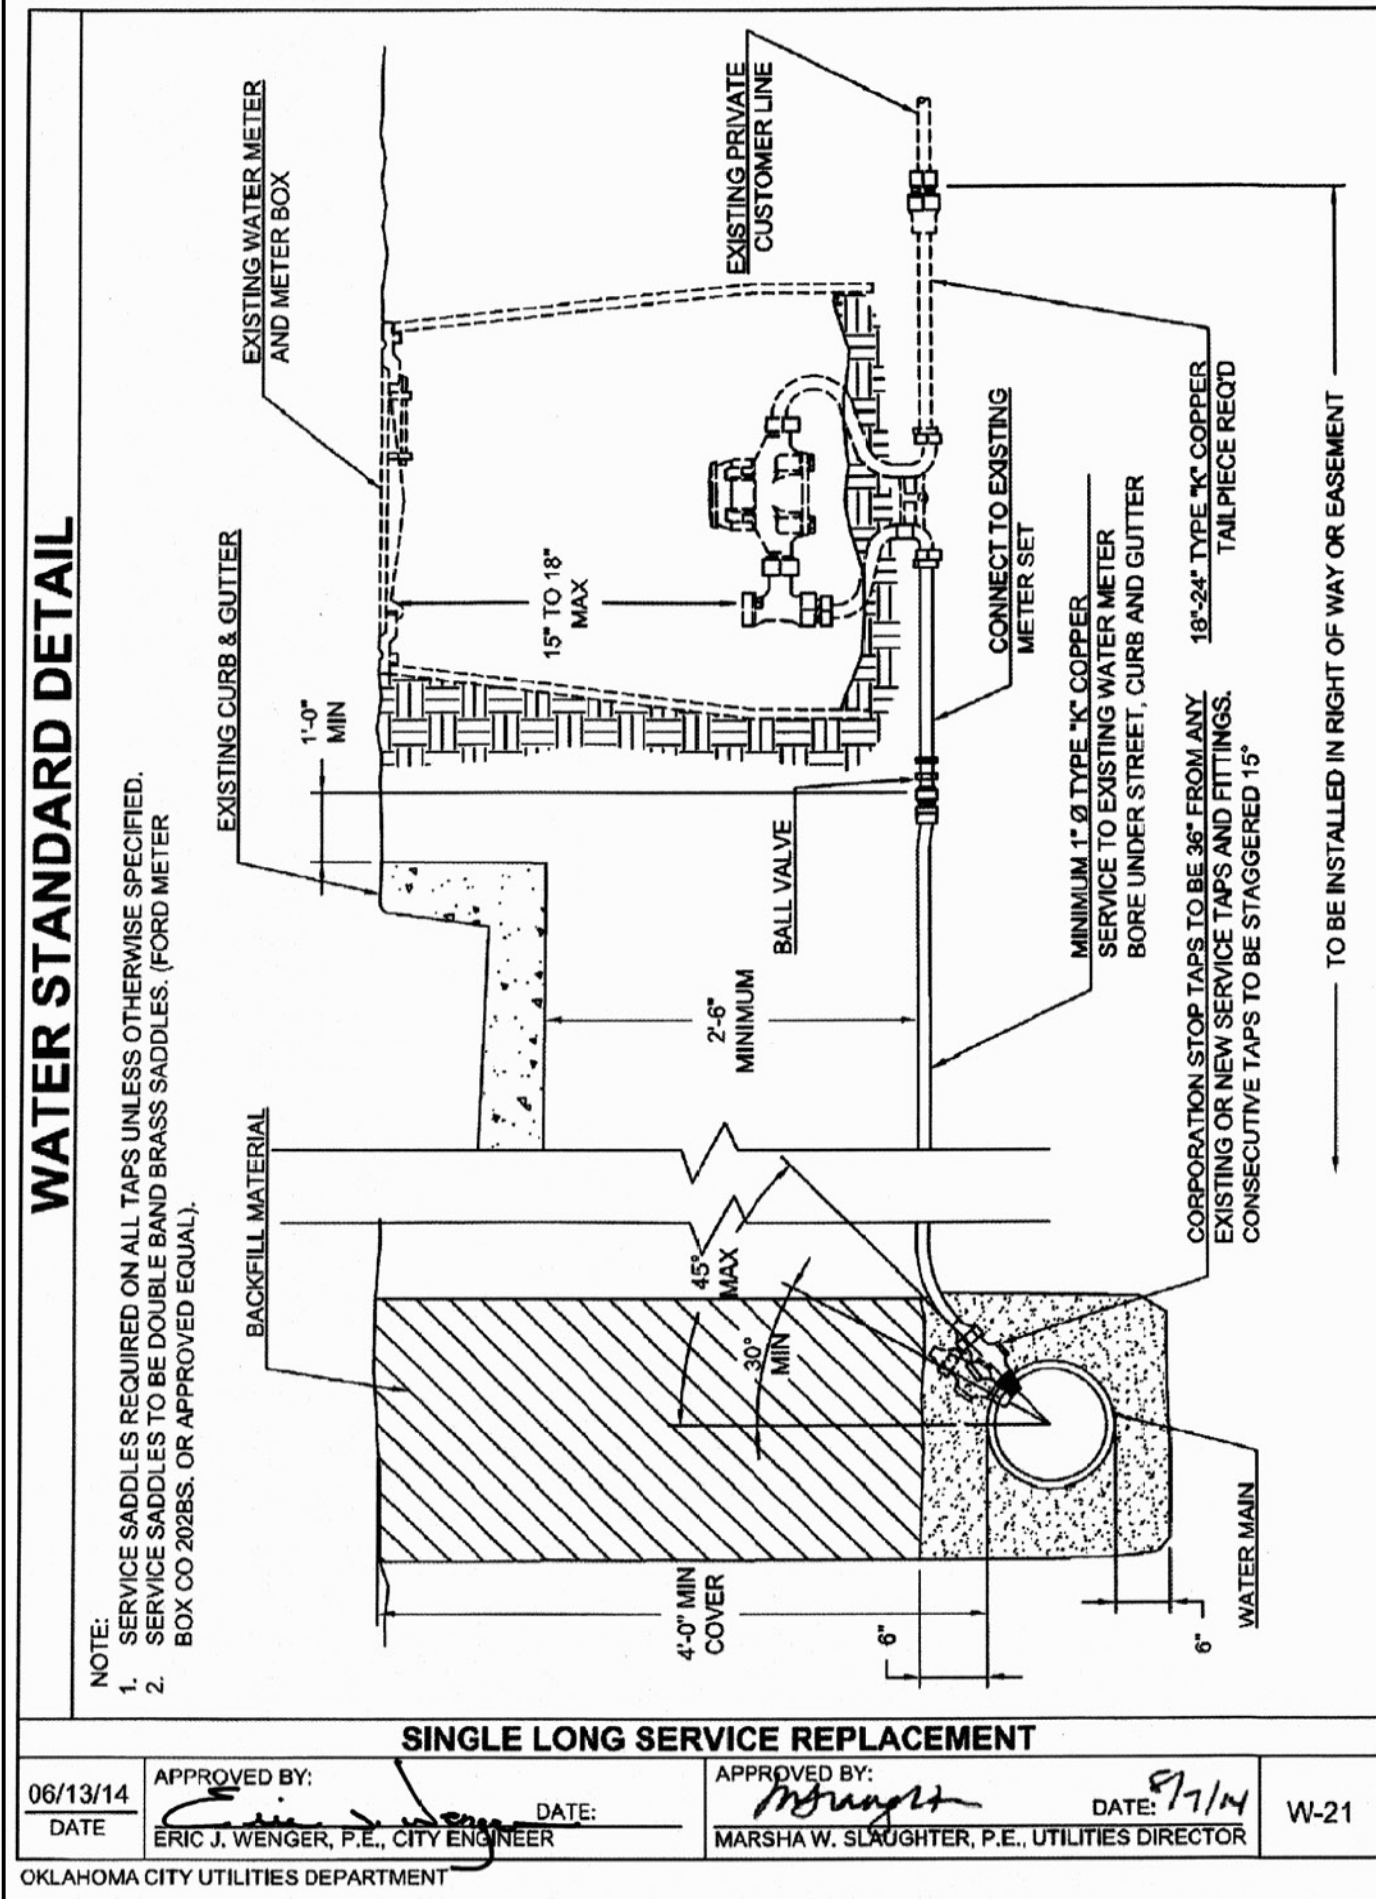 WATER STANDARD DETAIL
NOTE:
1. SERVICE SADDLES REQUIRED ON ALL TAPS UNLESS OTHERWISE SPECIFIED.
2. SERVICE SADDLES TO BE DOUBLE BAND BRASS SADDLES. (FORD METER
BOX CO 202BS. OR APPROVED EQUAL).
BACKFILL MATERIAL
EXISTING CURB & GUTTER
EXISTING WATER METER
AND METER BOX
1'-0"
MIN
15" TO 18"
MAX
EXISTING PRIVATE
CUSTOMER LINE
4'-0" MIN
COVER
45°
MAX
30°
MIN
2'-6"
MINIMUM
BALL VALVE
6"
6"
WATER MAIN
CONNECT TO EXISTING
METER SET
MINIMUM 1" Ø TYPE "K" COPPER
SERVICE TO EXISTING WATER METER
BORE UNDER STREET, CURB AND GUTTER
18"-24" TYPE "K" COPPER
TAILPIECE REQ'D
CORPORATION STOP TAPS TO BE 36" FROM ANY
EXISTING OR NEW SERVICE TAPS AND FITTINGS.
CONSECUTIVE TAPS TO BE STAGGERED 15°
TO BE INSTALLED IN RIGHT OF WAY OR EASEMENT
SINGLE LONG SERVICE REPLACEMENT
06/13/14
DATE
APPROVED BY:
DATE:
ERIC J. WENGER, P.E., CITY ENGINEER
APPROVED BY:
DATE: 8/7/14
MARSHA W. SLAUGHTER, P.E., UTILITIES DIRECTOR
W-21
OKLAHOMA CITY UTILITIES DEPARTMENT